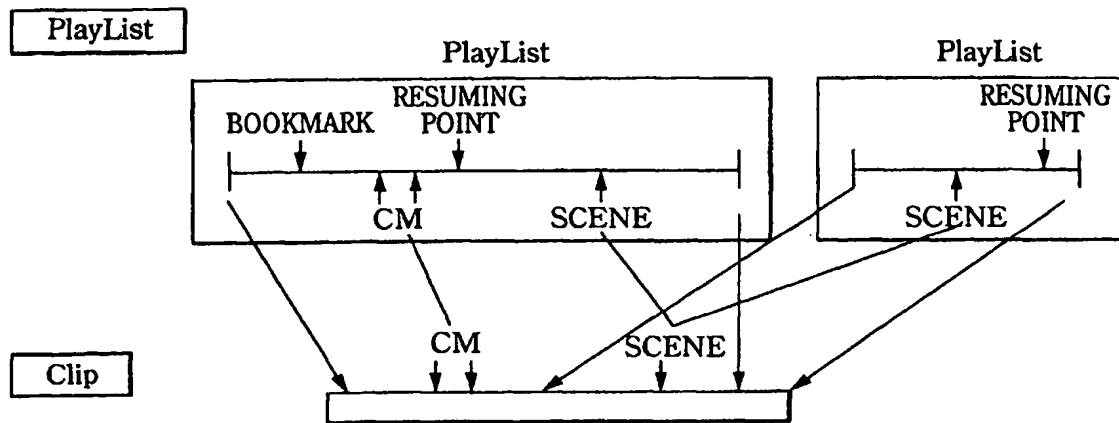 PlayList
PlayList
PlayList
BOOKMARK
RESUMING
POINT
CM
SCENE
RESUMING
POINT
SCENE
CM
SCENE
Clip